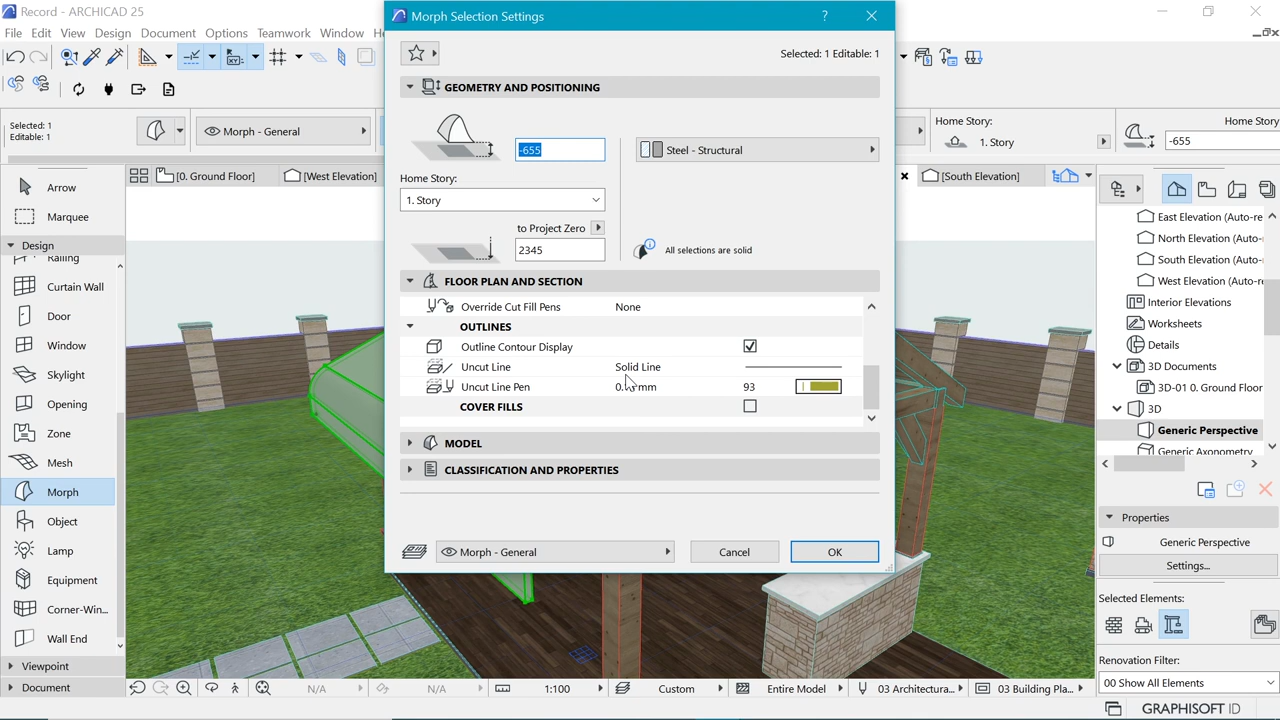 Record - ARCHICAD 25
File Edit View Design Document Options Teamwork Window
Morph Selection Settings
?
Selected: 1 Editable: 1
GEOMETRY AND POSITIONING
-655
Steel - Structural
Home Story:
1. Story
to Project Zero
2345
All selections are solid
FLOOR PLAN AND SECTION
Override Cut Fill Pens None
OUTLINES
Outline Contour Display
Uncut Line Solid Line
Uncut Line Pen mm 93
COVER FILLS
MODEL
CLASSIFICATION AND PROPERTIES
Morph - General
Cancel
OK
Selected: 1
Editable: 1
Morph - General
Home Story:
1. Story
Home Story
-655
[0. Ground Floor]
[West Elevation]
[South Elevation]
Arrow
Marquee
Design
Railing
Curtain Wall
Door
Window
Skylight
Opening
Zone
Mesh
Morph
Object
Lamp
Equipment
Corner-Win...
Wall End
Viewpoint
Document
East Elevation (Auto-re
North Elevation (Auto-
South Elevation (Auto-
West Elevation (Auto-re
Interior Elevations
Worksheets
Details
3D Documents
3D-01 0. Ground Floor
3D
Generic Perspective
Generic Axonometry
Properties
Generic Perspective
Settings...
Selected Elements:
Renovation Filter:
00 Show All Elements
N/A
N/A
1:100
Custom
Entire Model
03 Architectura...
03 Building Pla...
GRAPHISOFT ID